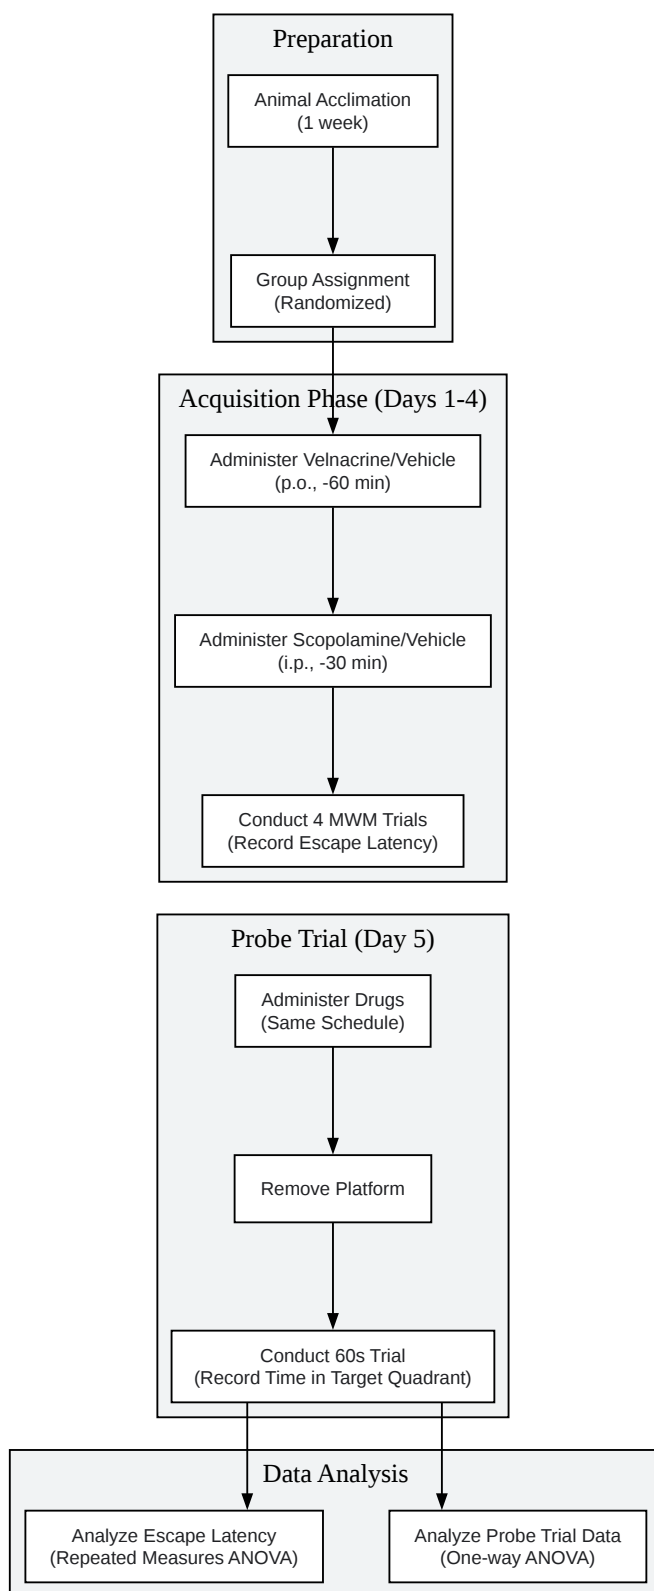 Preparation
Animal Acclimation
(1 week)
Group Assignment
(Randomized)
Acquisition Phase (Days 1-4)
Administer Velnacrine/Vehicle
(p.o., -60 min)
Administer Scopolamine/Vehicle
(i.p., -30 min)
Conduct 4 MWM Trials
(Record Escape Latency)
Probe Trial (Day 5)
Administer Drugs
(Same Schedule)
Remove Platform
Conduct 60s Trial
(Record Time in Target Quadrant)
Data Analysis
Analyze Escape Latency
(Repeated Measures ANOVA)
Analyze Probe Trial Data
(One-way ANOVA)